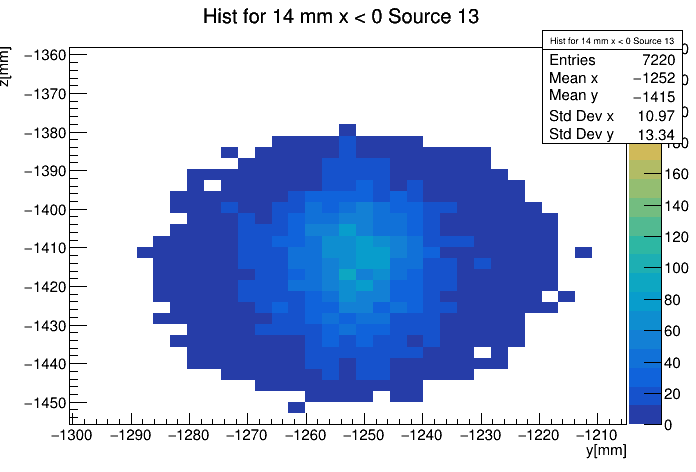 Hist for 14 mm x < 0 Source 13
Hist for 14 mm x < 0 Source 13
Entries 7220
Mean x −1252
Mean y −1415
Std Dev x 10.97
Std Dev y 13.34
z[mm]
−1360
−1370
−1380
−1390
−1400
−1410
−1420
−1430
−1440
−1450
−1300 −1290 −1280 −1270 −1260 −1250 −1240 −1230 −1220 −1210
y[mm]
160
140
120
100
80
60
40
20
0